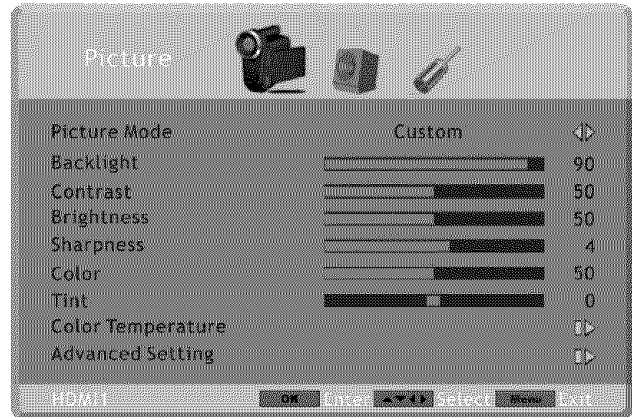 Picture
Picture Mode Custom
Backlight 90
Contrast 50
Brightness 50
Sharpness 4
Color 50
Tint 0
Color Temperature
Advanced Setting
HDMI1 OK Enter Select Menu Exit